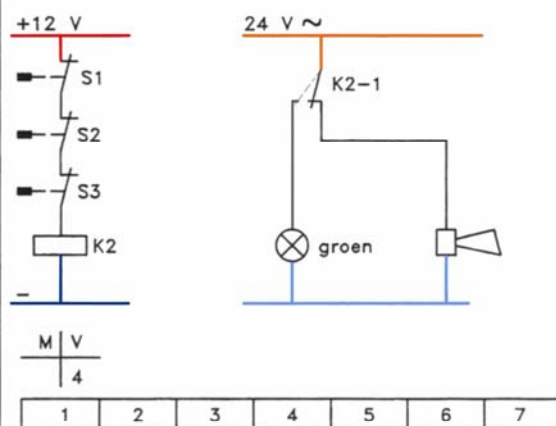 +12 V
24 V ~
S1
K2-1
S2
S3
K2
groen
–
M V
4
1 2 3 4 5 6 7